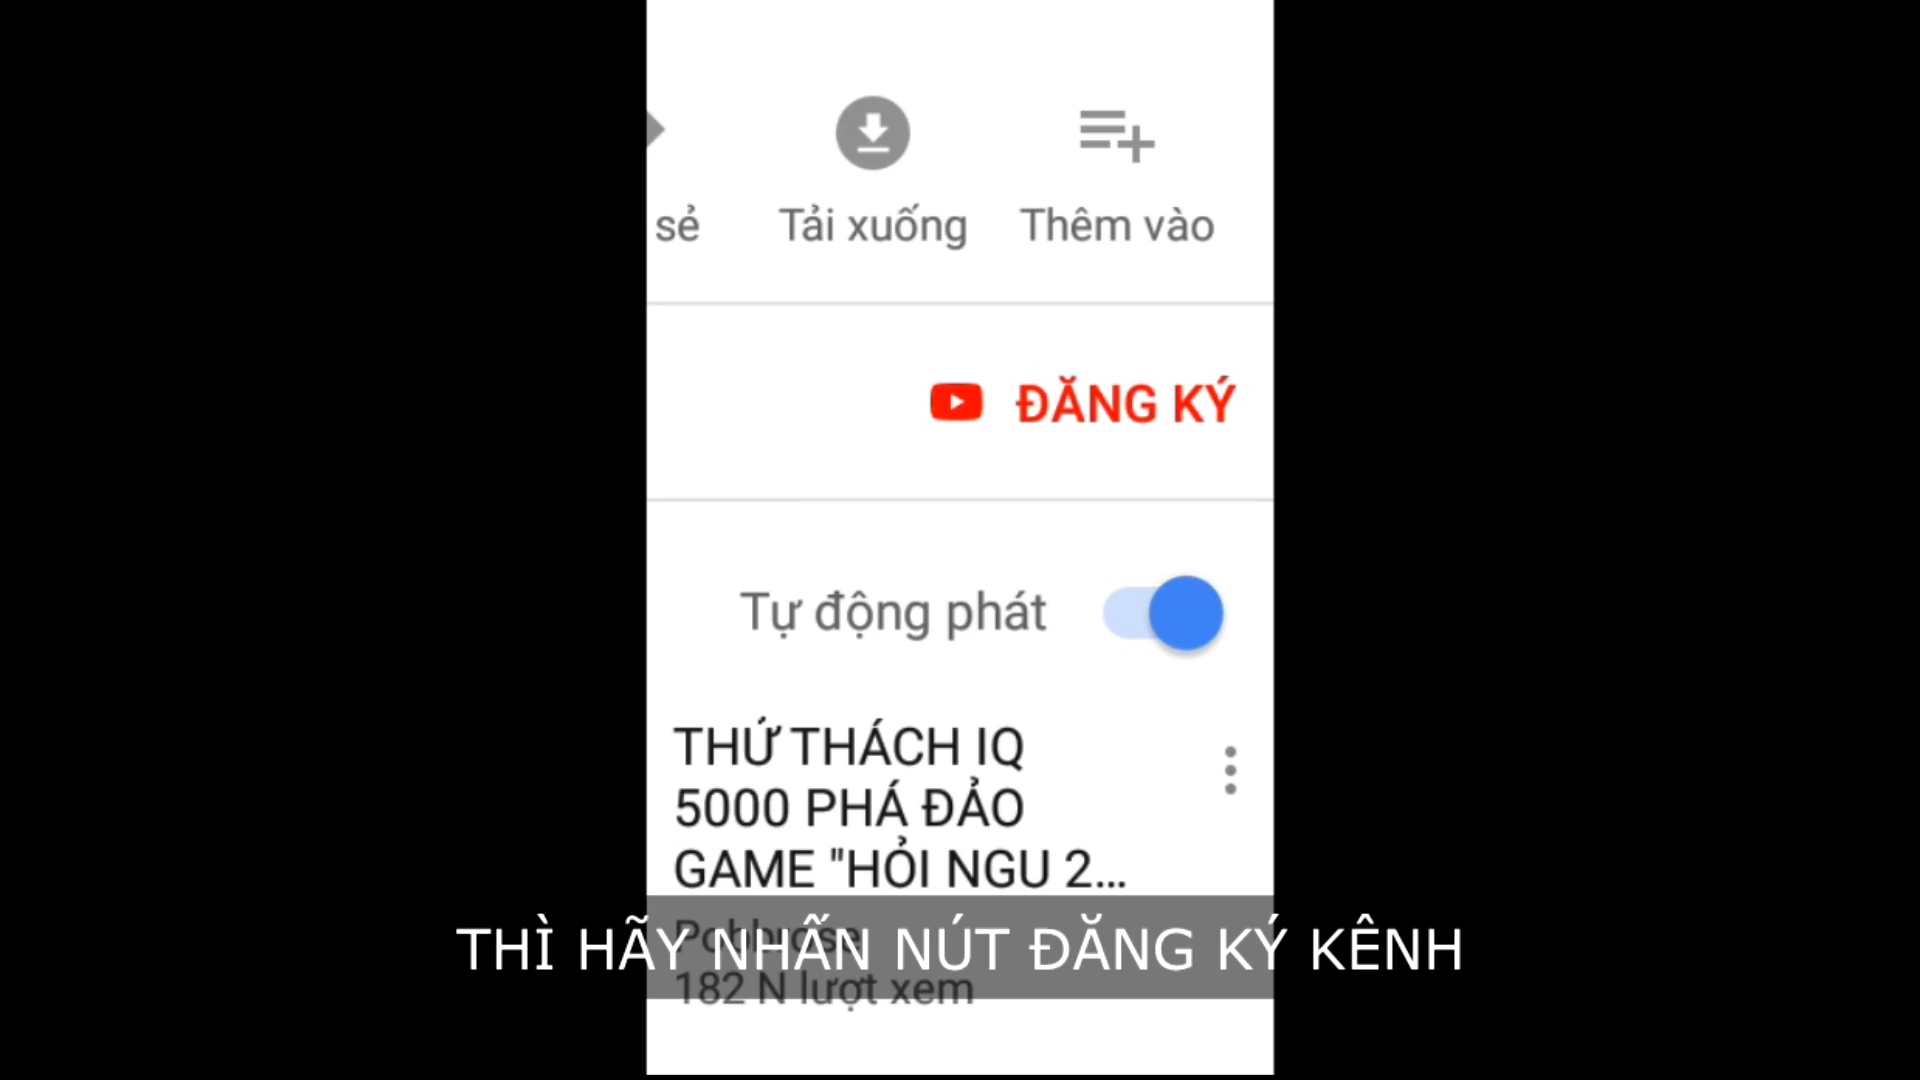 sẻ Tải xuống Thêm vào
ĐĂNG KÝ
Tự động phát
THỨ THÁCH IQ
5000 PHÁ ĐẢO
GAME "HỎI NGU 2...
THÌ HÃY NHẤN NÚT ĐĂNG KÝ KÊNH
182 N lượt xem